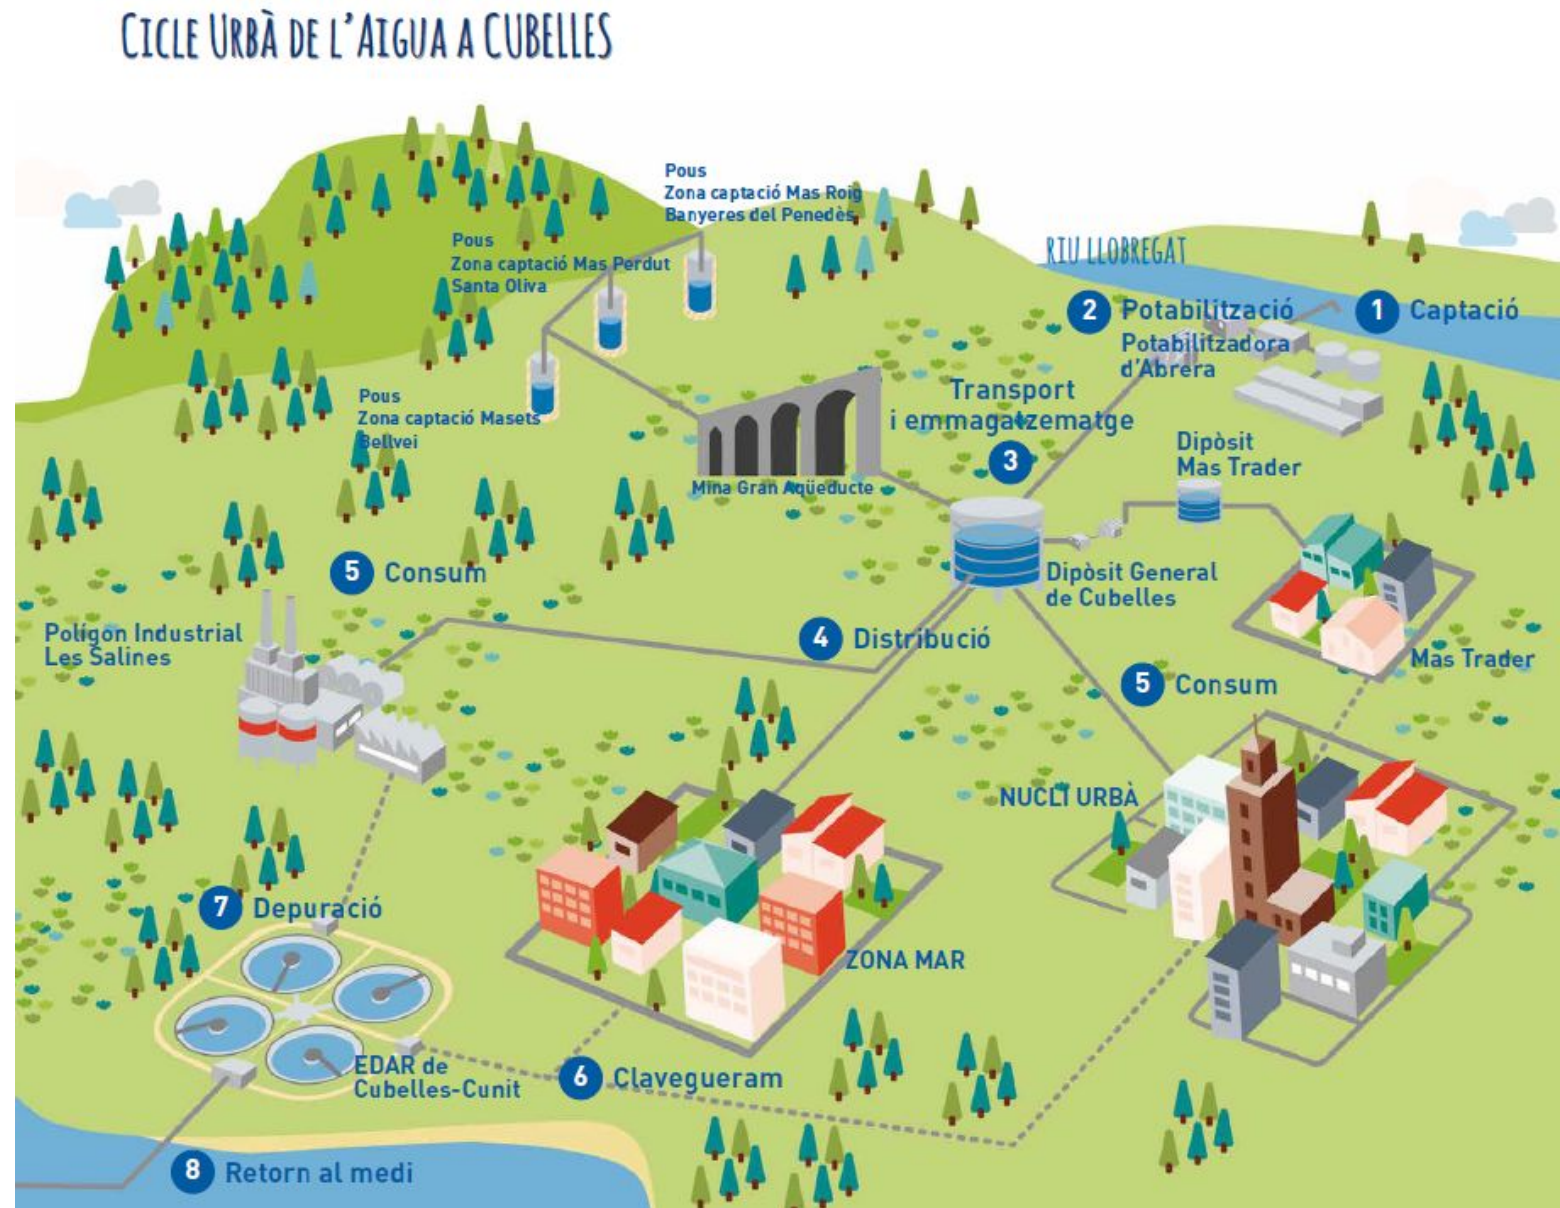 CICLE URBÀ DE L'AIGUA A CUBELLES
Pous
Zona captació Mas Roig
Banyeres del Penedès
Pous
Zona captació Mas Perdut
Santa Oliva
RIU LLOBREGAT
2 Potabilització
1 Captació
Potabilitzadora
d'Abrera
Pous
Zona captació Masets
Bellvei
Transport
i emmagatzematge
3
Dipòsit
Mas Trader
Mina Gran Aqüeducte
5 Consum
Dipòsit General
de Cubelles
Polígon Industrial
Les Salines
4 Distribució
Mas Trader
5 Consum
NUCLI URBÀ
7 Depuració
ZONA MAR
EDAR de
Cubelles-Cunit
6 Clavegueram
8 Retorn al medi